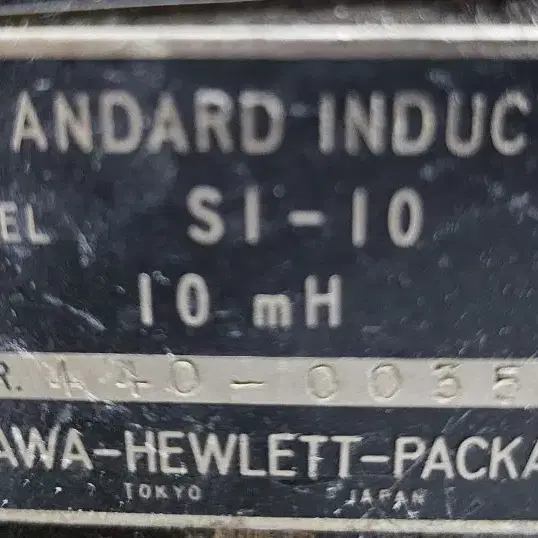 ANDARD INDUC
EL SI-10
10 mH
R. 440-0035
AWA-HEWLETT-PACKA
TOKYO JAPAN